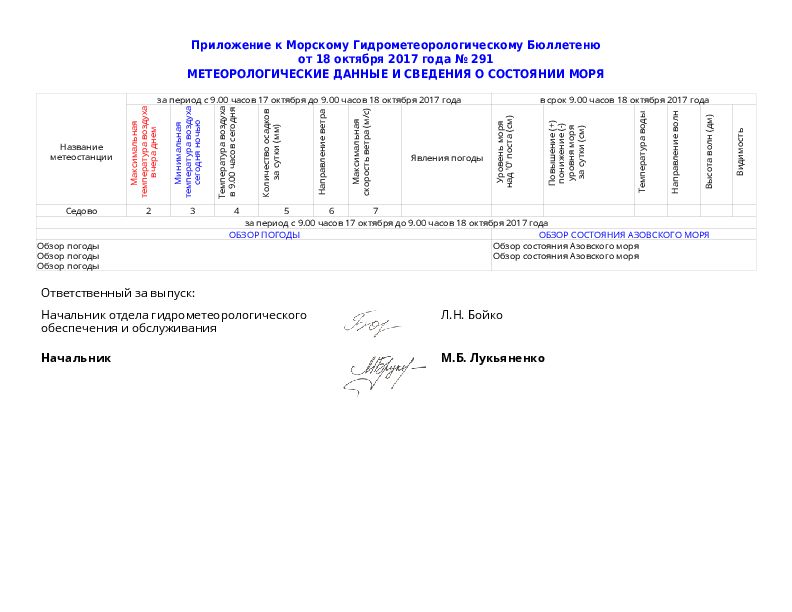 Приложение к Морскому Гидрометеорологическому Бюллетеню
от 18 октября 2017 года № 291
МЕТЕОРОЛОГИЧЕСКИЕ ДАННЫЕ И СВЕДЕНИЯ О СОСТОЯНИИ МОРЯ
Название
метеостанции
за период с 9.00 часов 17 октября до 9.00 часов 18 октября 2017 года
в срок 9.00 часов 18 октября 2017 года
Максимальная
температура воздуха
вчера днем
Минимальная
температура воздуха
сегодня ночью
Температура воздуха
в 9.00 часов сегодня
Количество осадков
за сутки (мм)
Направление ветра
Максимальная
скорость ветра (м/с)
Явления погоды
Уровень моря
над '0' поста (см)
Повышение (+)
понижение (-)
уровня моря
за сутки (см)
Температура воды
Направление волн
Высота волн (дм)
Видимость
Седово 2 3 4 5 6 7
за период с 9.00 часов 17 октября до 9.00 часов 18 октября 2017 года
ОБЗОР ПОГОДЫ
ОБЗОР СОСТОЯНИЯ АЗОВСКОГО МОРЯ
Обзор погоды
Обзор погоды
Обзор погоды
Обзор состояния Азовского моря
Обзор состояния Азовского моря
Ответственный за выпуск:
Начальник отдела гидрометеорологического
обеспечения и обслуживания
Л.Н. Бойко
Начальник
М.Б. Лукьяненко